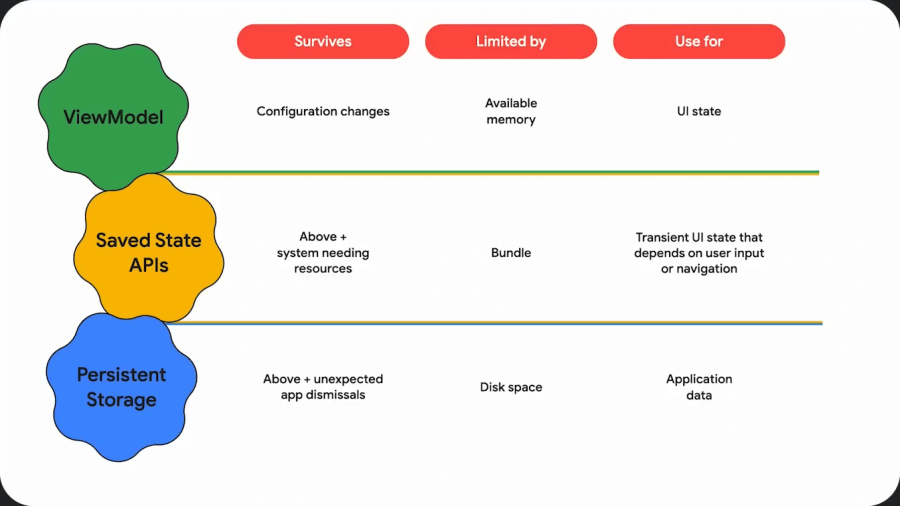 Survives
Limited by
Use for
ViewModel
Configuration changes
Available
memory
UI state
Saved State
APIs
Above +
system needing
resources
Bundle
Transient UI state that
depends on user input
or navigation
Persistent
Storage
Above + unexpected
app dismissals
Disk space
Application
data